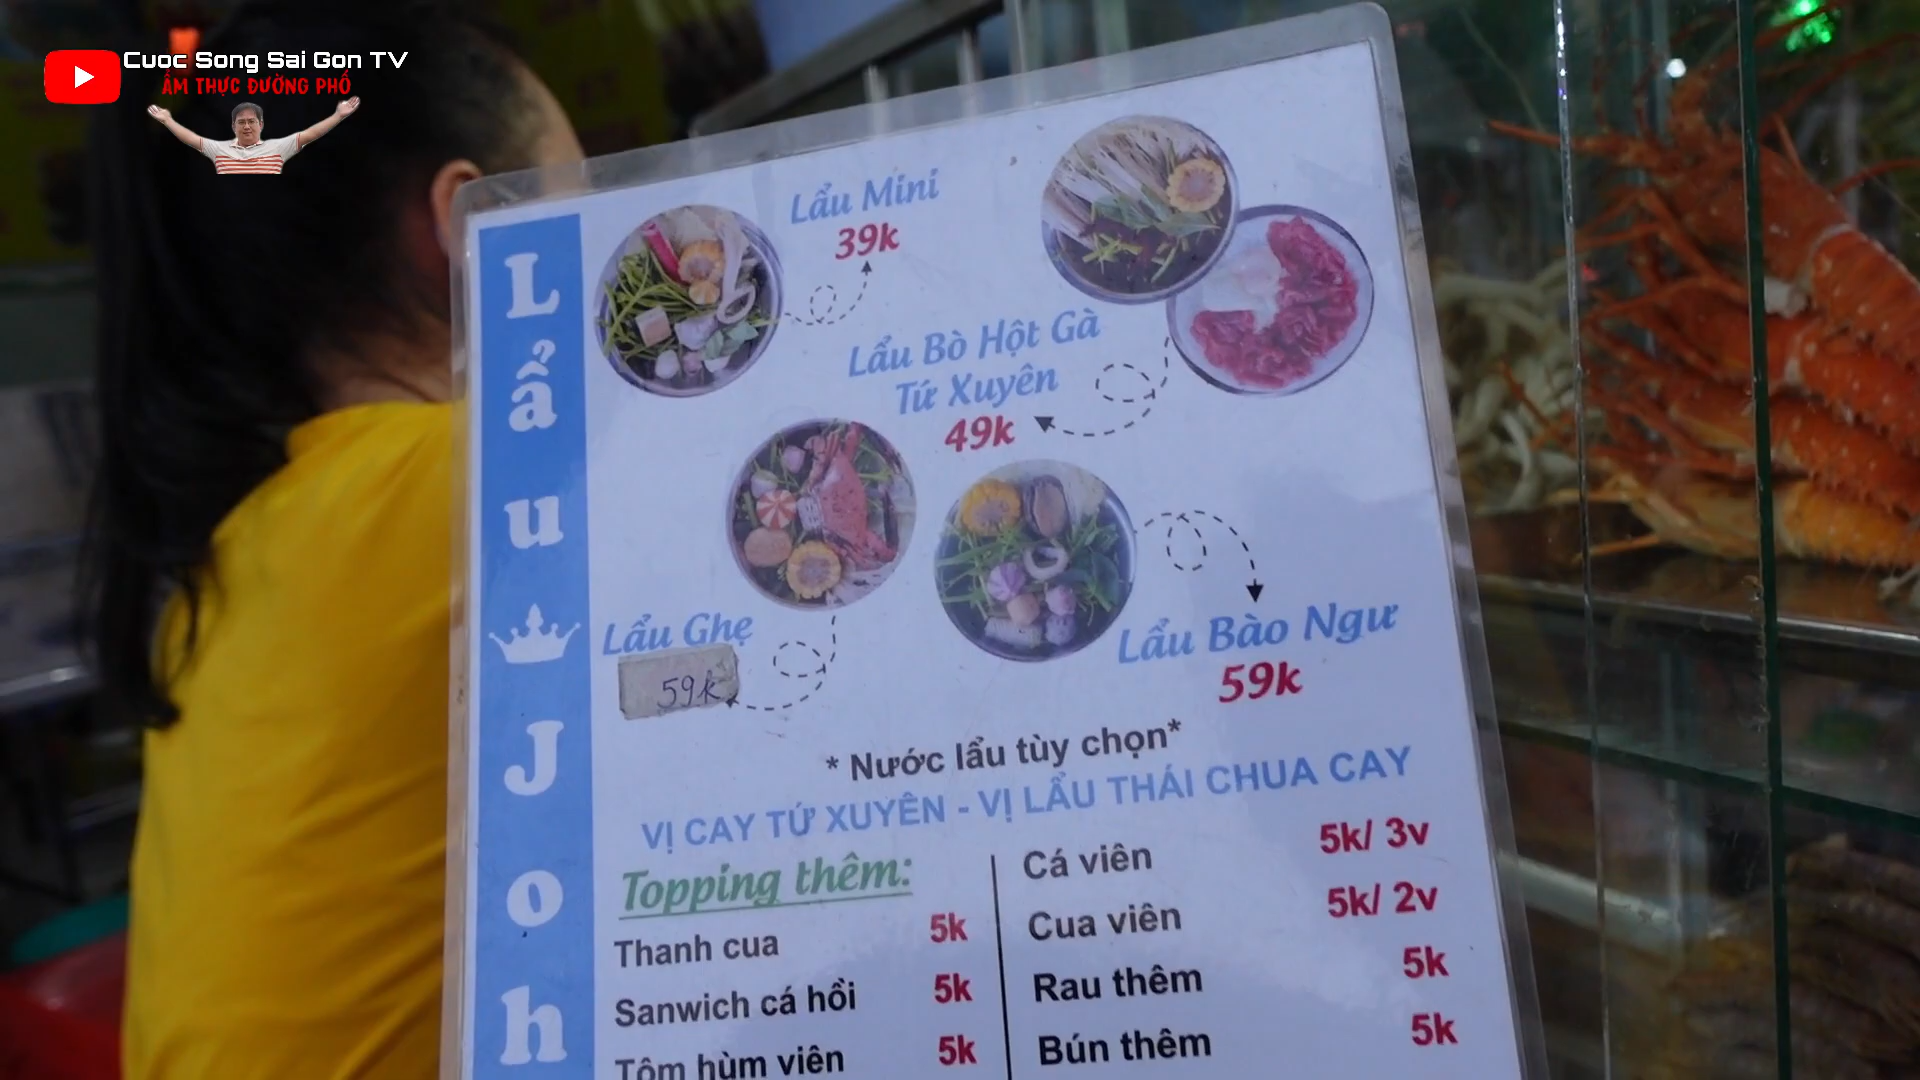 Cuoc Song Sai Gon TV
ẨM THỰC ĐƯỜNG PHỐ
Lẩu Joh
Lẩu Mini
39k
Lẩu Bò Hột Gà
Tứ Xuyên
49k
Lẩu Ghẹ
59k
Lẩu Bào Ngư
59k
* Nước lẩu tùy chọn*
VỊ CAY TỨ XUYÊN - VỊ LẨU THÁI CHUA CAY
Topping thêm:
Thanh cua 5k
Sanwich cá hồi 5k
Tôm hùm viên 5k
Cá viên 5k/ 3v
Cua viên 5k/ 2v
Rau thêm 5k
Bún thêm 5k